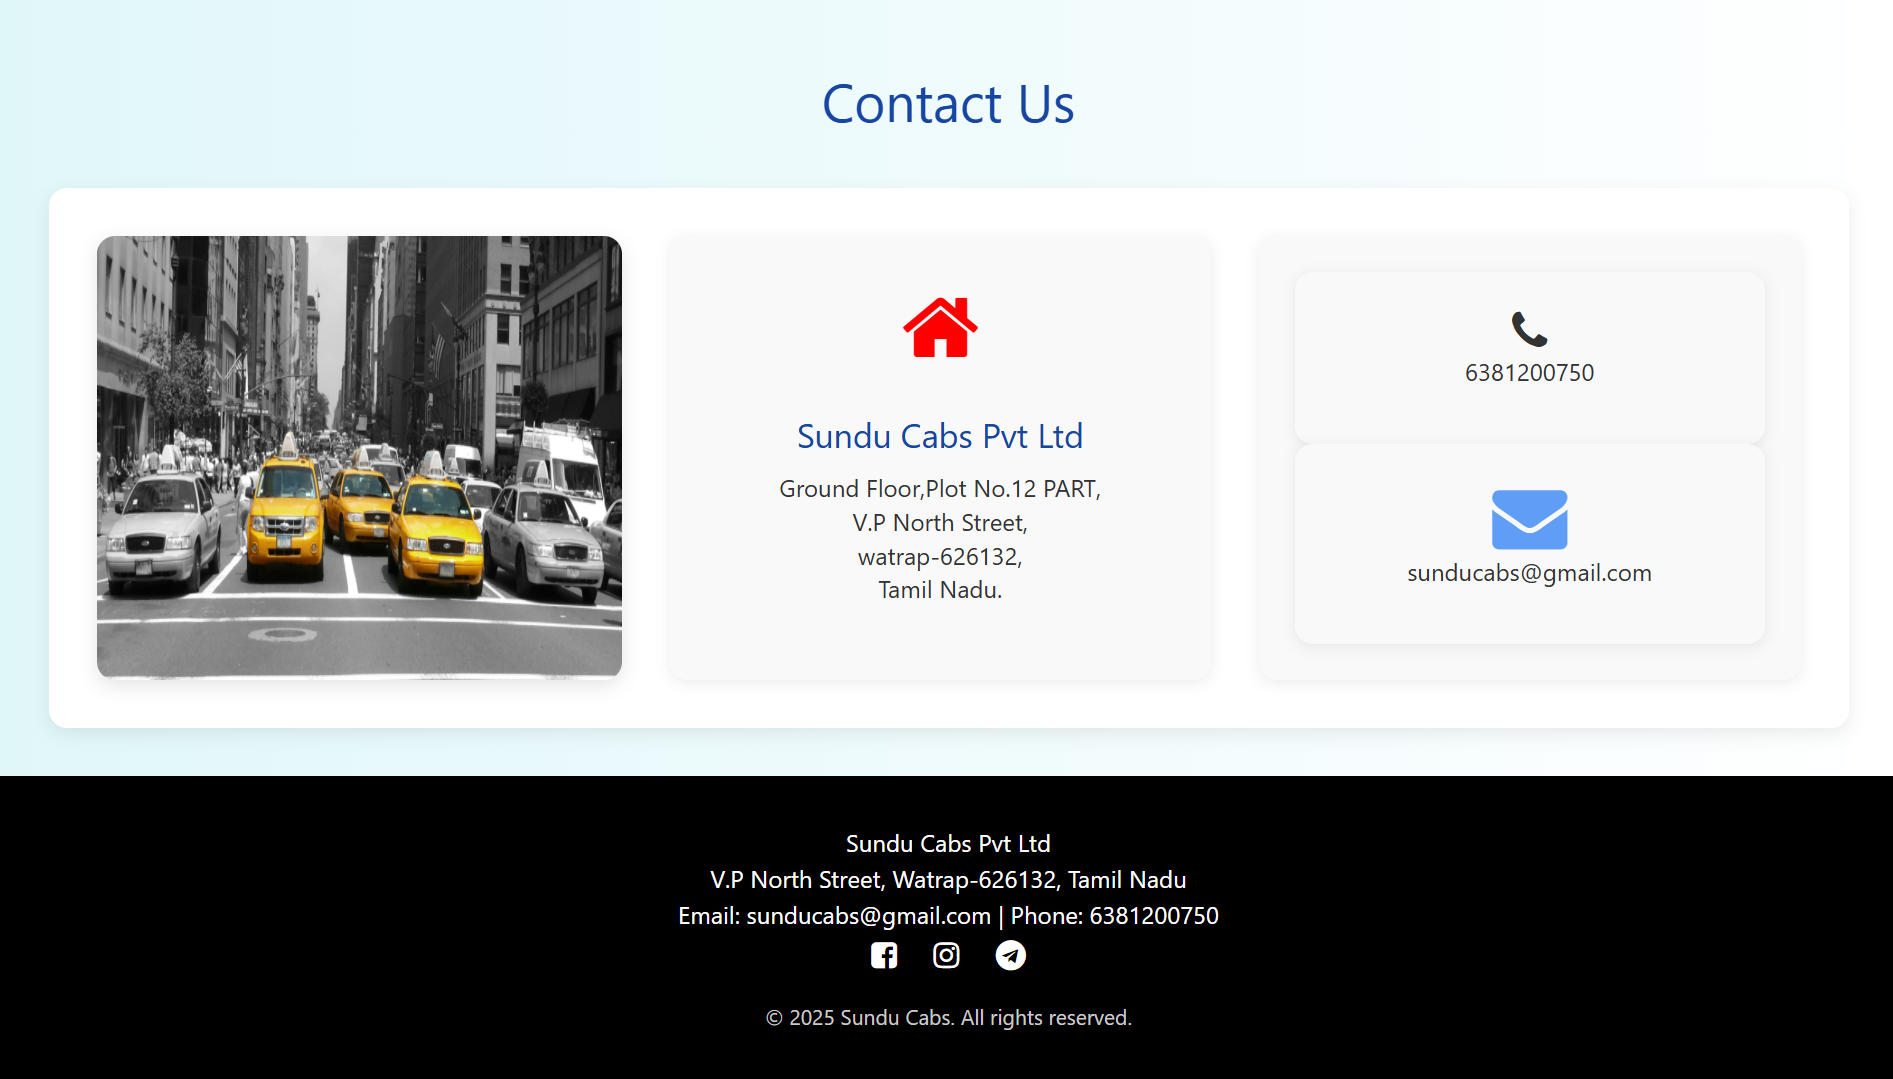 Contact Us
Sundu Cabs Pvt Ltd
Ground Floor,Plot No.12 PART,
V.P North Street,
watrap-626132,
Tamil Nadu.
6381200750
sunducabs@gmail.com
Sundu Cabs Pvt Ltd
V.P North Street, Watrap-626132, Tamil Nadu
Email: sunducabs@gmail.com | Phone: 6381200750
© 2025 Sundu Cabs. All rights reserved.